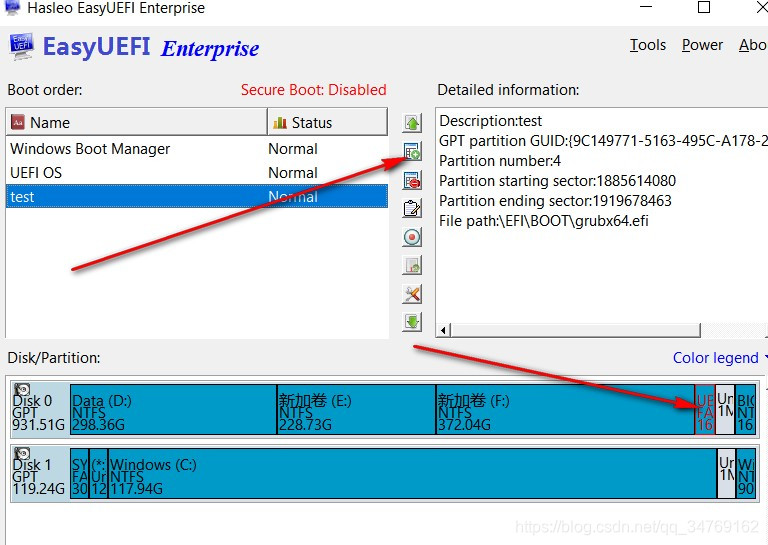 Hasleo EasyUEFI Enterprise
EasyUEFI Enterprise
Tools Power Abo
Boot order:
Secure Boot: Disabled
Detailed information:
Name Status
Windows Boot Manager Normal
UEFI OS Normal
test Normal
Description:test
GPT partition GUID:{9C149771-5163-495C-A178-2
Partition number:4
Partition starting sector:1885614080
Partition ending sector:1919678463
File path:\EFI\BOOT\grubx64.efi
Disk/Partition:
Color legend
Disk 0
GPT
931.51G
Data (D:)
NTFS
298.36G
新加卷 (E:)
NTFS
228.73G
新加卷 (F:)
NTFS
372.04G
UE
FA
16
Un
1M
BIO
NT
16.
Disk 1
GPT
119.24G
SY
FA
30
(*:
Ur
12
Windows (C:)
NTFS
117.94G
Ur
1M
Wi
NT
90
https://blog.csdn.net/qq_34769162